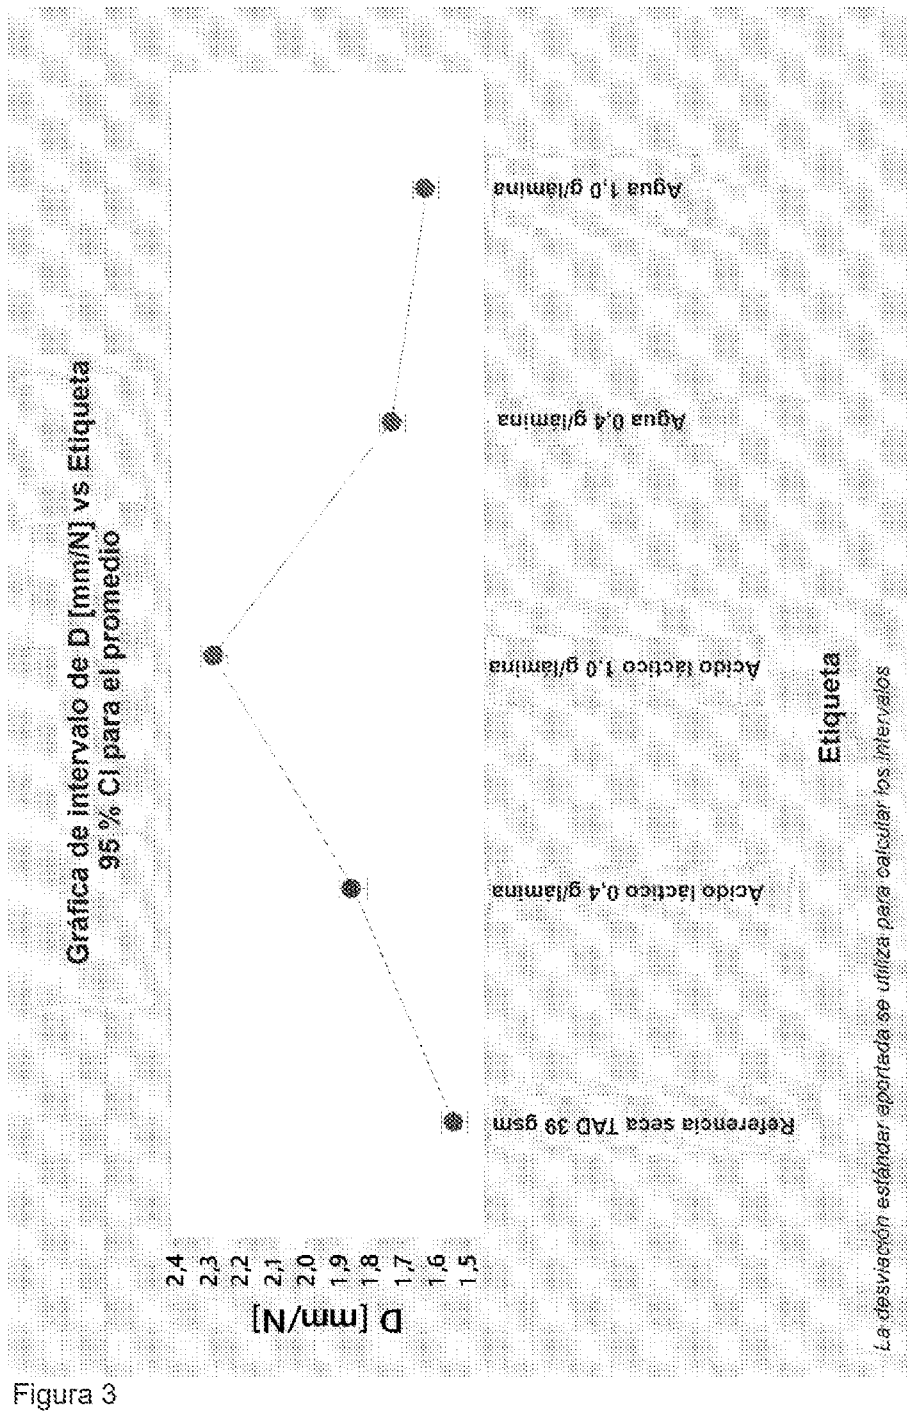 Gráfica de intervalo de D [mm/N] vs Etiqueta
95 % CI para el promedio
D [mm/N]
2,4
2,3
2,2
2,1
2,0
1,9
1,8
1,7
1,6
1,5
Referencia seca TAD 39 gsm
Ácido láctico 0,4 g/lámina
Ácido láctico 1,0 g/lámina
Agua 0,4 g/lámina
Agua 1,0 g/lámina
Etiqueta
La desviación estándar aportada se utiliza para calcular los intervalos
Figura 3